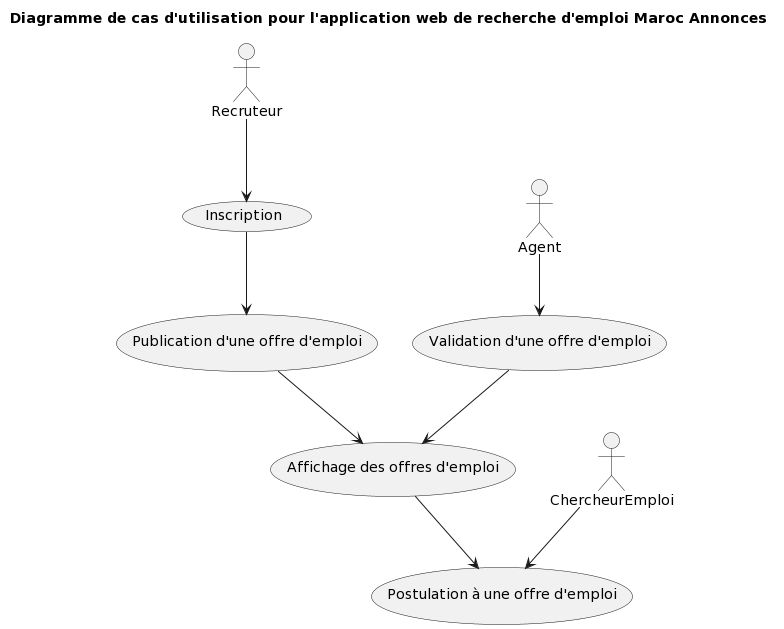 Diagramme de cas d'utilisation pour l'application web de recherche d'emploi Maroc Annonces
Recruteur
Inscription
Agent
Publication d'une offre d'emploi
Validation d'une offre d'emploi
Affichage des offres d'emploi
ChercheurEmploi
Postulation à une offre d'emploi